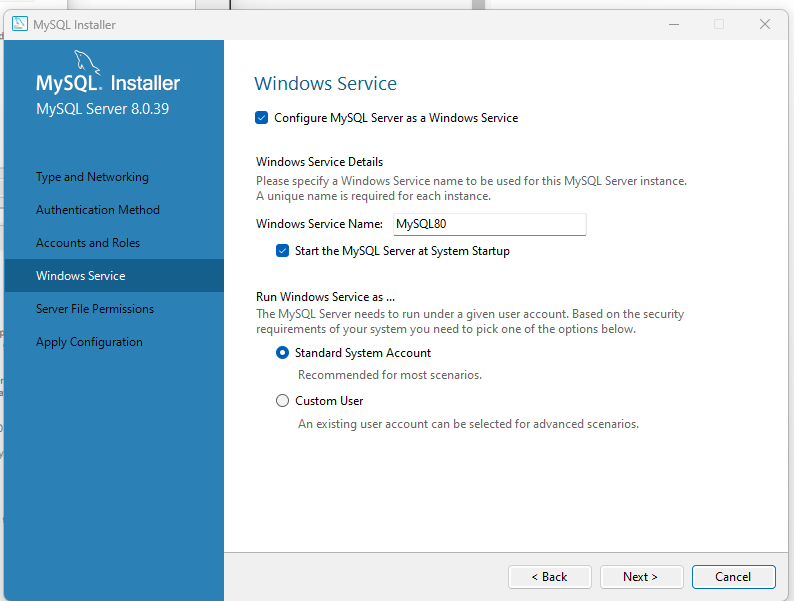 MySQL Installer
MySQL. Installer
MySQL Server 8.0.39
Type and Networking
Authentication Method
Accounts and Roles
Windows Service
Server File Permissions
Apply Configuration
Windows Service
Configure MySQL Server as a Windows Service
Windows Service Details
Please specify a Windows Service name to be used for this MySQL Server instance.
A unique name is required for each instance.
Windows Service Name: MySQL80
Start the MySQL Server at System Startup
Run Windows Service as ...
The MySQL Server needs to run under a given user account. Based on the security
requirements of your system you need to pick one of the options below.
Standard System Account
Recommended for most scenarios.
Custom User
An existing user account can be selected for advanced scenarios.
< Back
Next >
Cancel